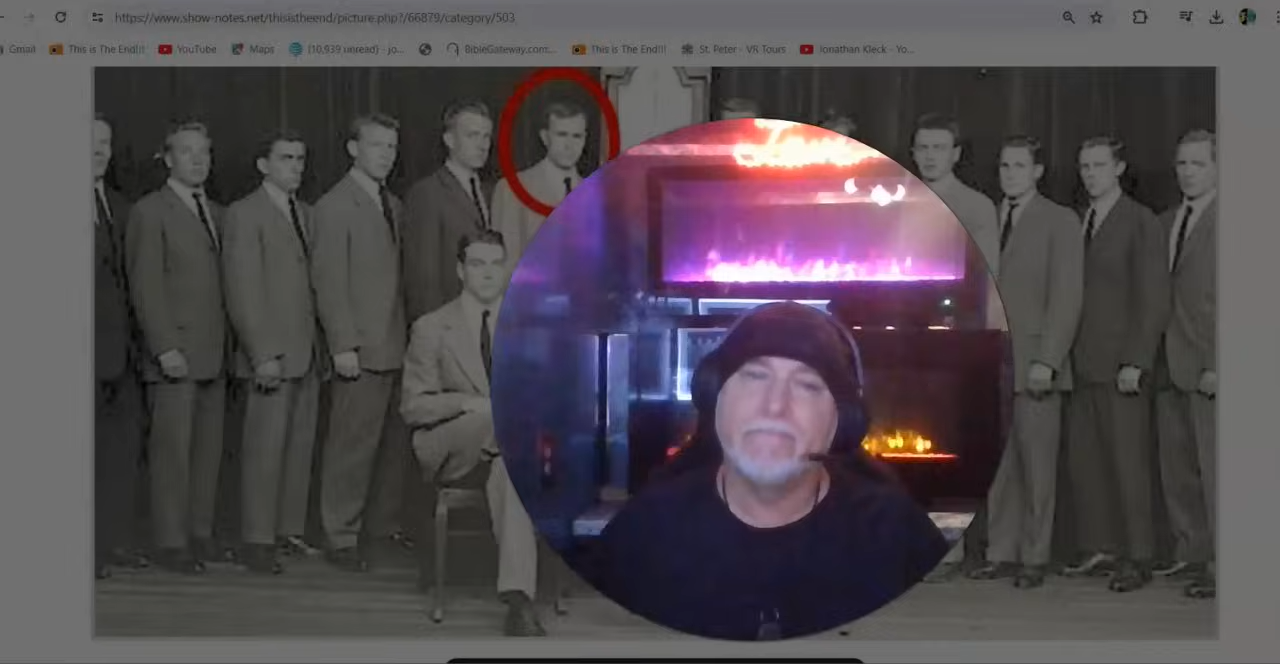 https://www.show-notes.net/thisistheend/picture.php?/66879/category/503
Gmail This is The End!!! YouTube Maps (10,939 unread) - jo... BibleGateway.com:... This is The End!!! St. Peter - VR Tours Jonathan Kleck - Yo...